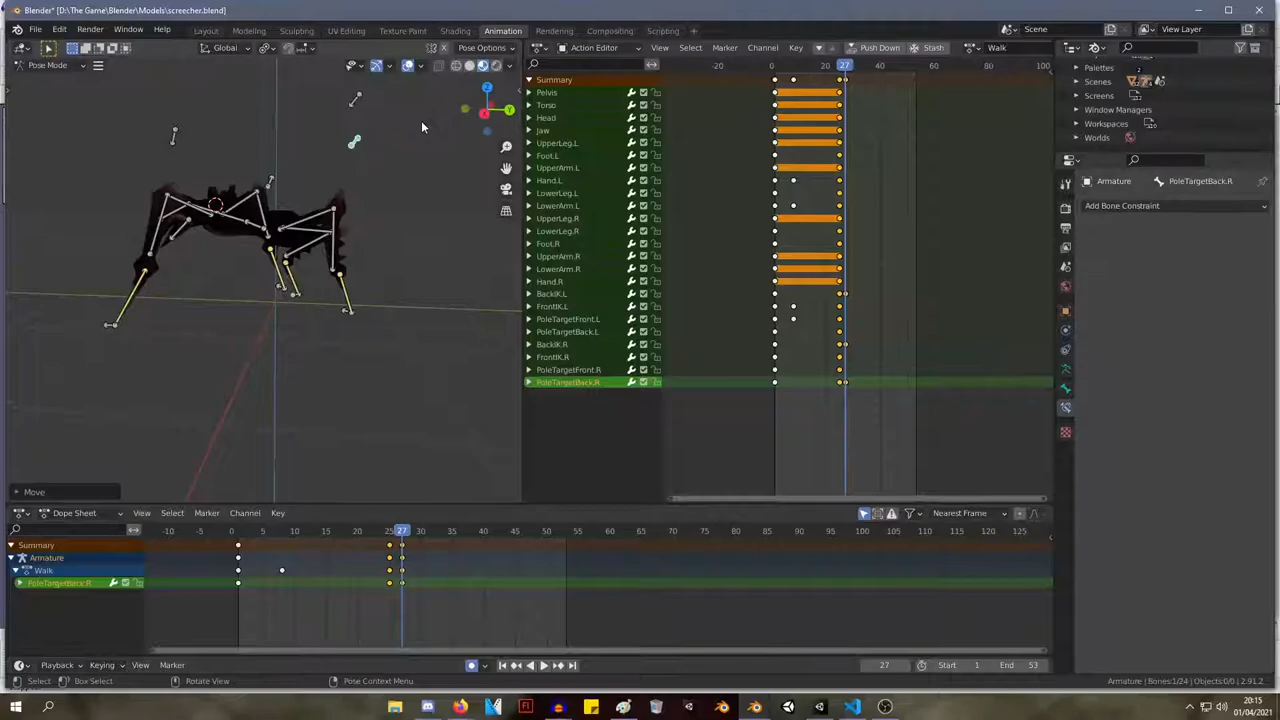 Blender* [D:\The Game\Blender\Models\screecher.blend]
File Edit Render Window Help Layout Modeling Sculpting UV Editing Texture Paint Shading Animation Rendering Compositing Scripting + Scene View Layer
Global Pose Options Action Editor View Select Marker Channel Key Push Down Stash Walk
Pose Mode -20 0 20 27 40 60 80 100
Palettes 2
Summary Scenes
Pelvis Screens
Torso Window Managers
Head Workspaces
Jaw Worlds
UpperLeg.L
Foot.L
UpperArm.L
Hand.L Armature PoleTargetBack.R
LowerLeg.L
LowerArm.L Add Bone Constraint
UpperLeg.R
LowerLeg.R
Foot.R
UpperArm.R
LowerArm.R
Hand.R
BackIK.L
FrontIK.L
PoleTargetFront.L
PoleTargetBack.L
BackIK.R
FrontIK.R
PoleTargetFront.R
PoleTargetBack.R
Move
Dope Sheet View Select Marker Channel Key Nearest Frame
-10 -5 0 5 10 15 20 25 27 30 35 40 45 50 55 60 65 70 75 80 85 90 95 100 105 110 115 120 125 130
Summary
Armature
Walk
PoleTargetBack.R
Playback Keying View Marker 27 Start 1 End 53
Select Box Select Rotate View Pose Context Menu Armature | Bones:1/24 | Objects:0/0 | 2.91.2
20:15
01/04/2021